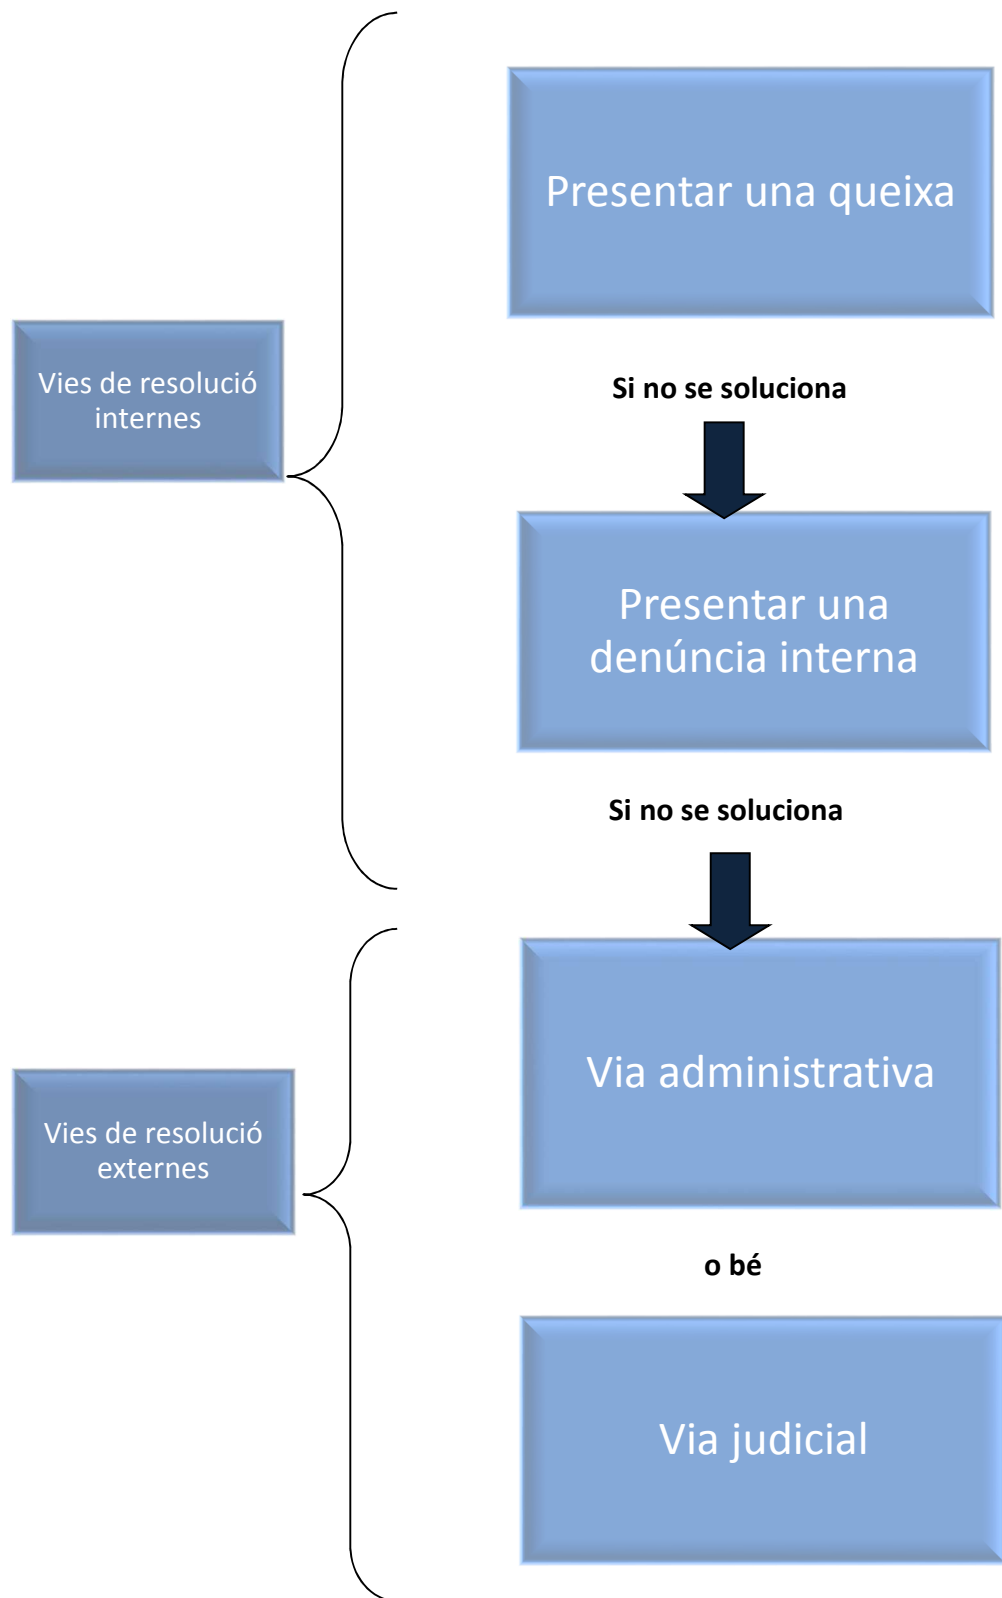 Vies de resolució
internes
Presentar una queixa
Si no se soluciona
Presentar una
denúncia interna
Si no se soluciona
Vies de resolució
externes
Via administrativa
o bé
Via judicial